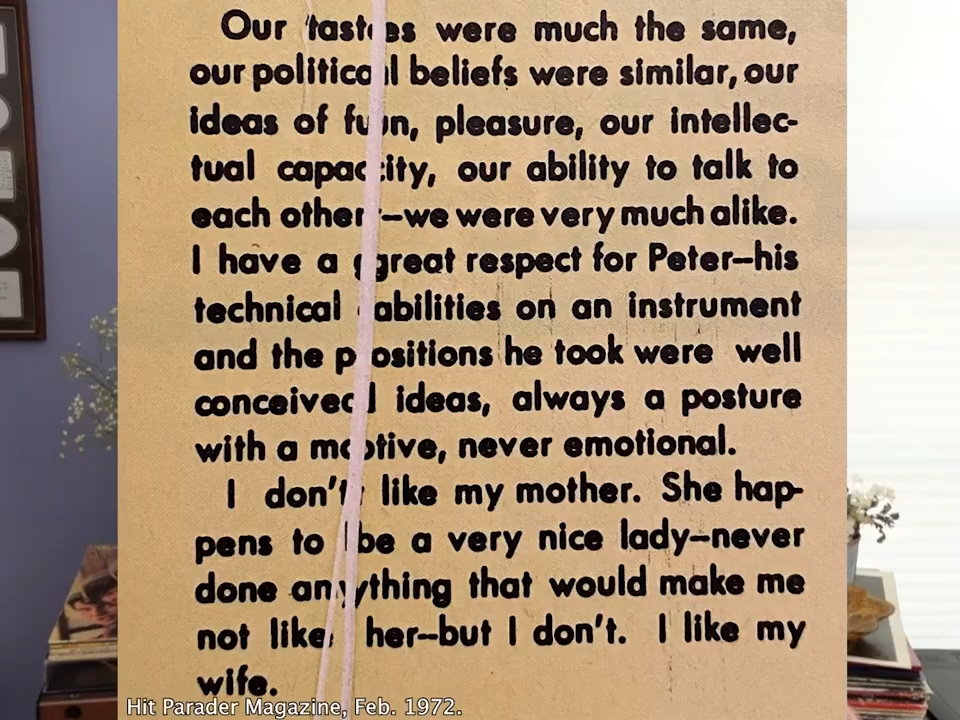 Our tastes were much the same,
our political beliefs were similar, our
ideas of fun, pleasure, our intellec-
tual capacity, our ability to talk to
each other—we were very much alike.
I have a great respect for Peter—his
technical abilities on an instrument
and the positions he took were well
conceived ideas, always a posture
with a motive, never emotional.
I don't like my mother. She hap-
pens to be a very nice lady—never
done anything that would make me
not like her—but I don't. I like my
wife.
Hit Parader Magazine, Feb. 1972.